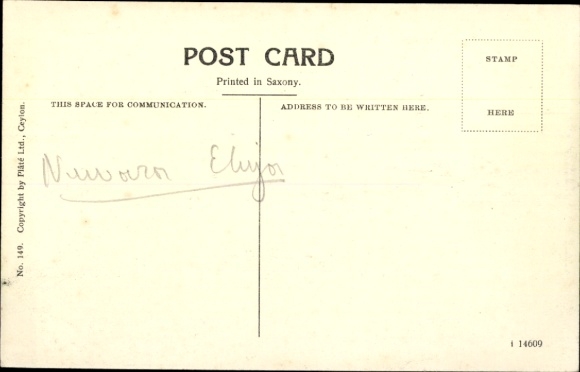 POST CARD
Printed in Saxony.
STAMP
HERE
THIS SPACE FOR COMMUNICATION.
ADDRESS TO BE WRITTEN HERE.
Nuwara Eliya
No. 149. Copyright by Plâté Ltd., Ceylon.
i 14609